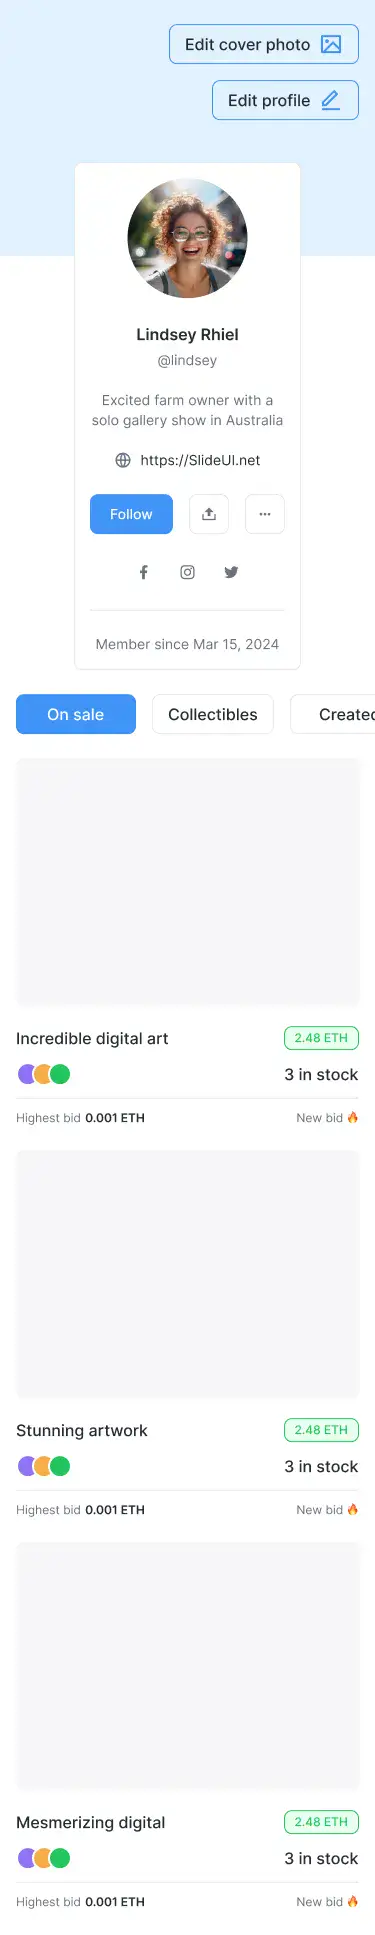 Edit cover photo
Edit profile
Lindsey Rhiel
@lindsey
Excited farm owner with a
solo gallery show in Australia
https://SlideUI.net
Follow
Member since Mar 15, 2024
On sale
Collectibles
Created
Incredible digital art
2.48 ETH
3 in stock
Highest bid 0.001 ETH
New bid 🔥
Stunning artwork
2.48 ETH
3 in stock
Highest bid 0.001 ETH
New bid 🔥
Mesmerizing digital
2.48 ETH
3 in stock
Highest bid 0.001 ETH
New bid 🔥